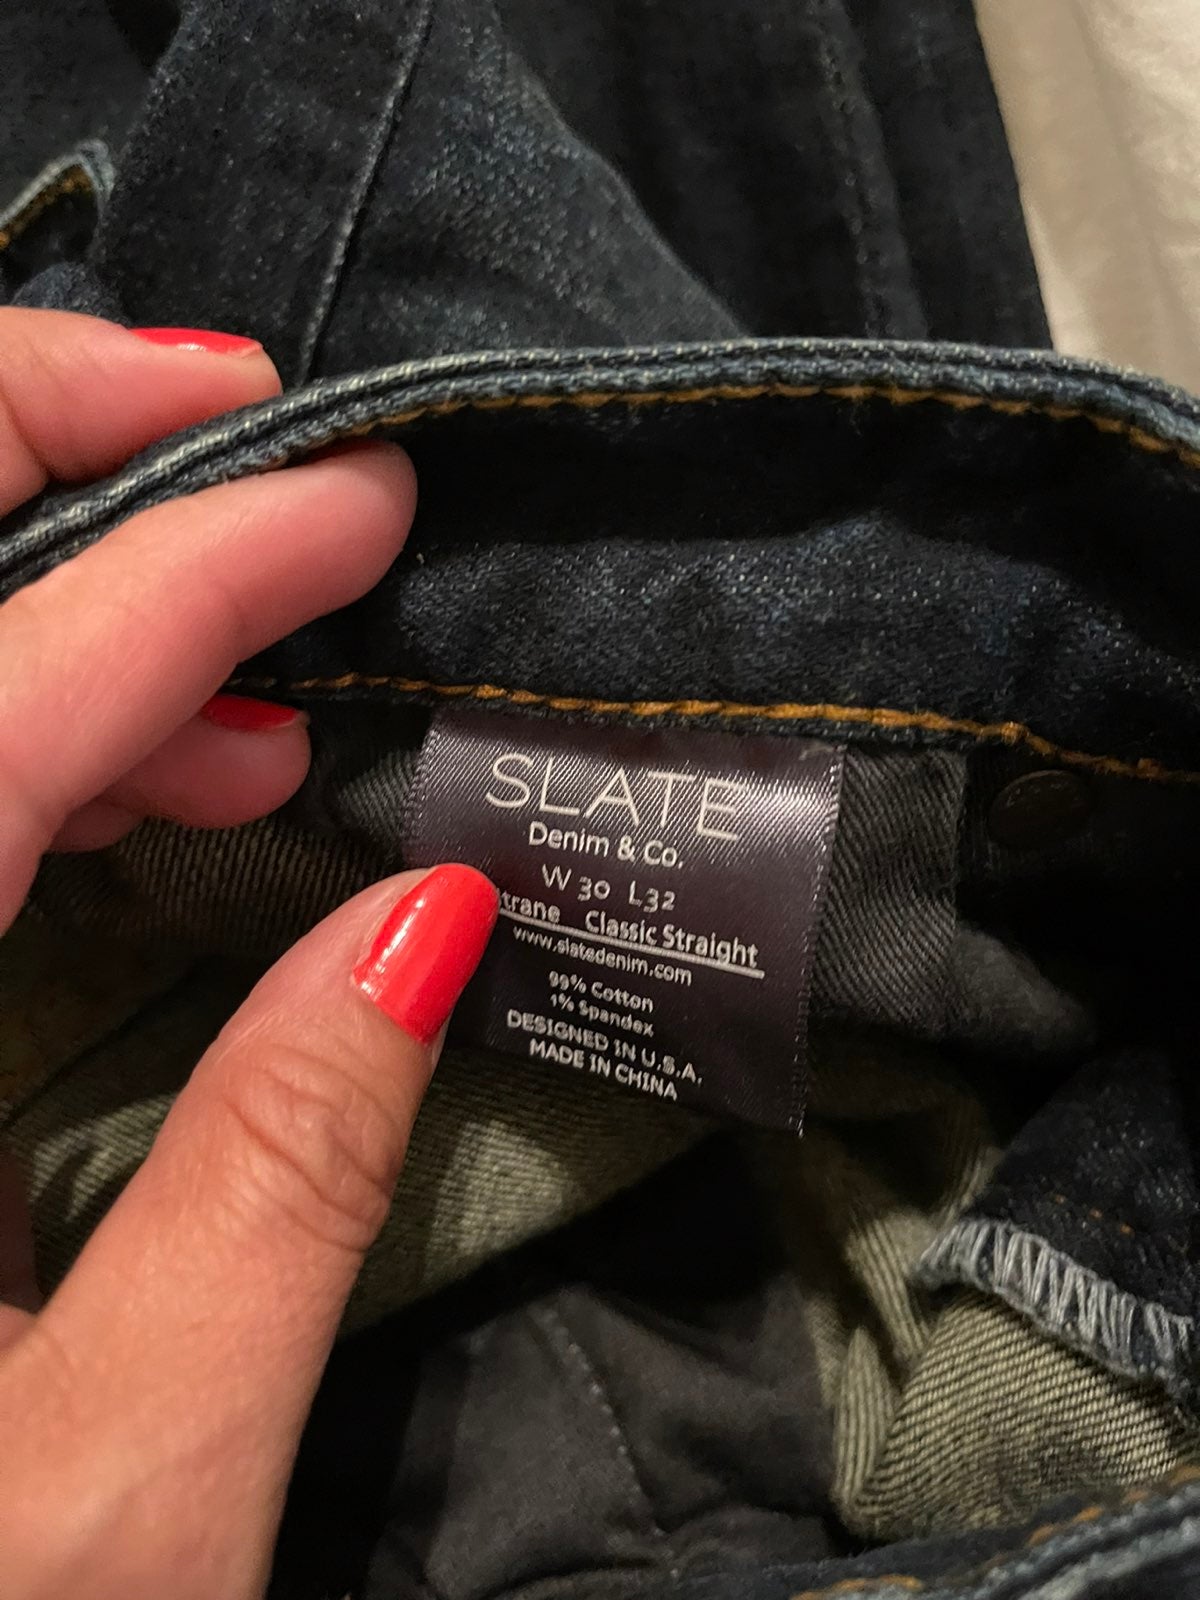 SLATE
Denim & Co.
W 30 L32
Classic Straight
www.slatedenim.com
99% Cotton
1% Spandex
DESIGNED IN U.S.A.
MADE IN CHINA